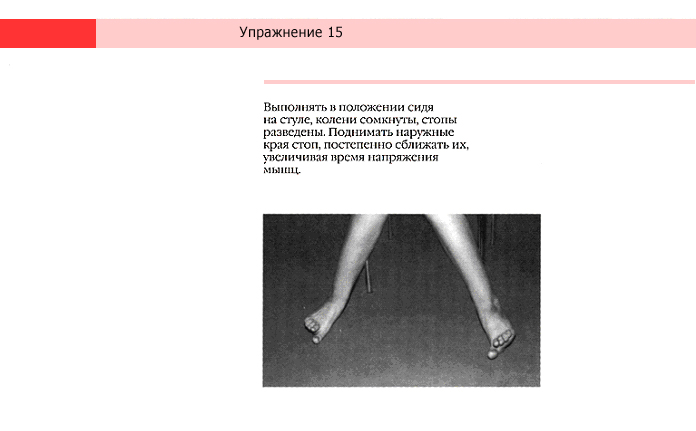 Упражнение 15
Выполнять в положении сидя
на стуле, колени сомкнуты, стопы
разведены. Поднимать наружные
края стоп, постепенно сближать их,
увеличивая время напряжения
мышц.